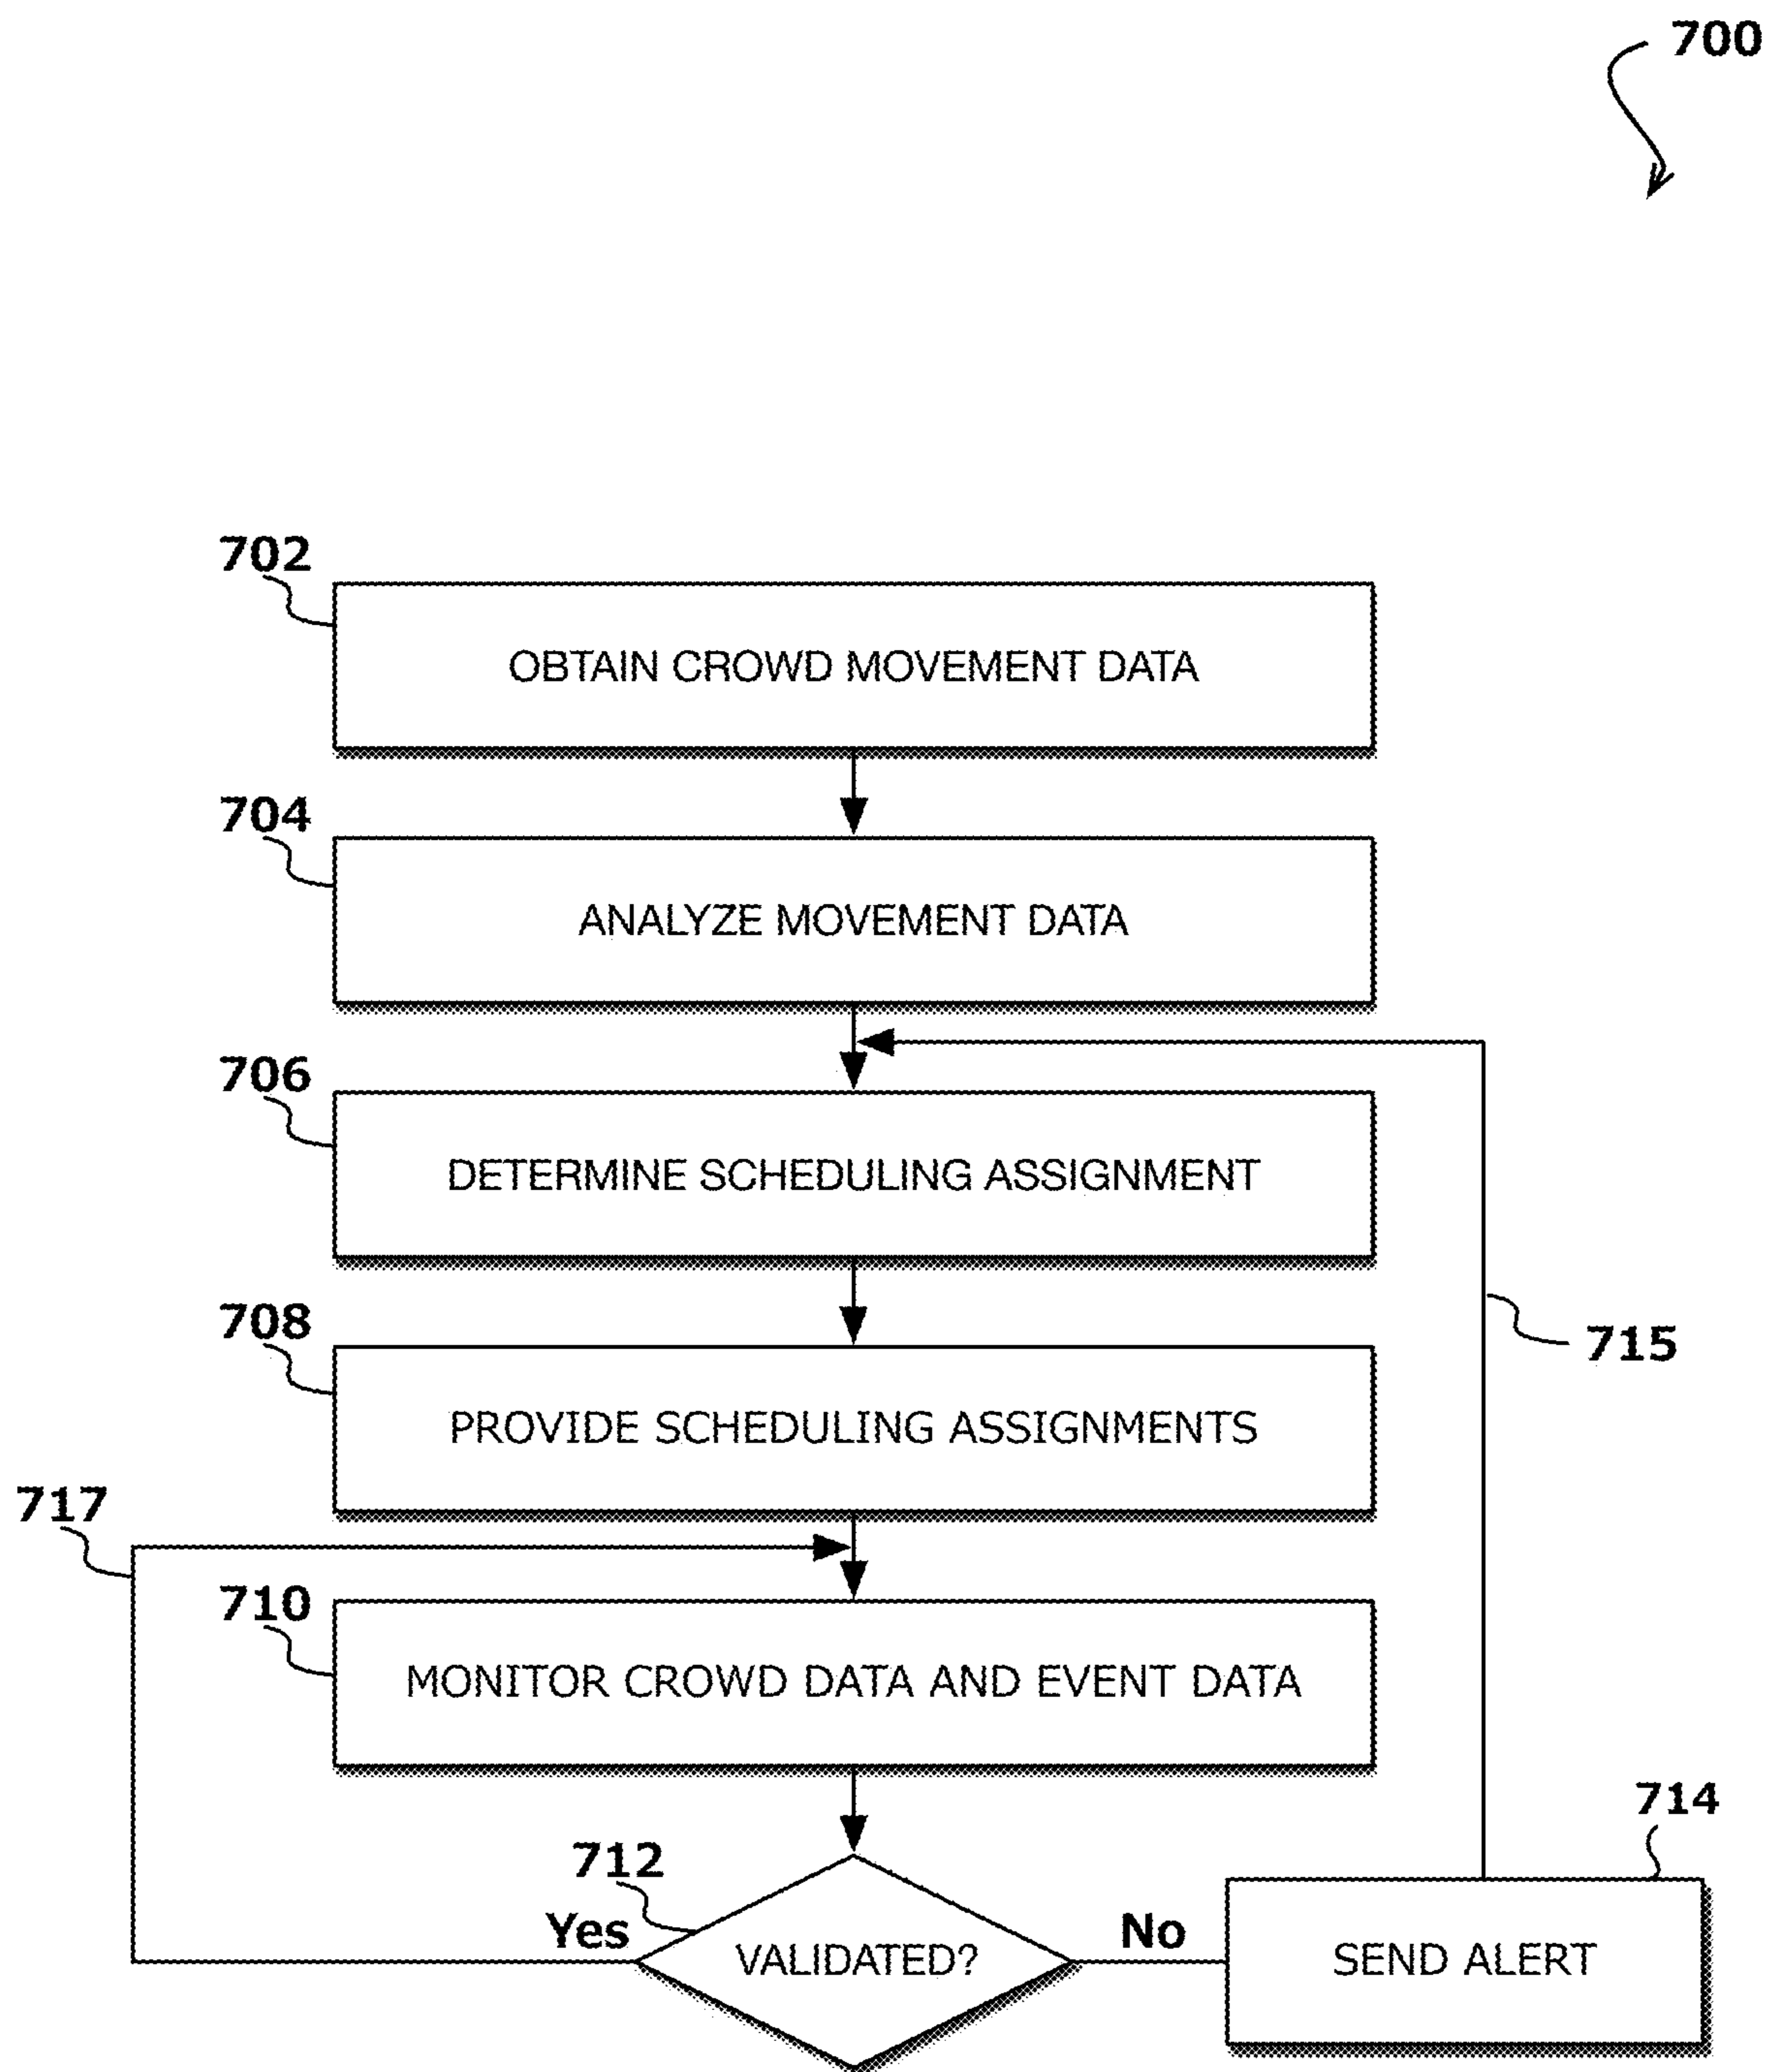 700
702
OBTAIN CROWD MOVEMENT DATA
704
ANALYZE MOVEMENT DATA
706
DETERMINE SCHEDULING ASSIGNMENT
708
PROVIDE SCHEDULING ASSIGNMENTS
715
717
710
MONITOR CROWD DATA AND EVENT DATA
714
712
Yes
VALIDATED?
No
SEND ALERT